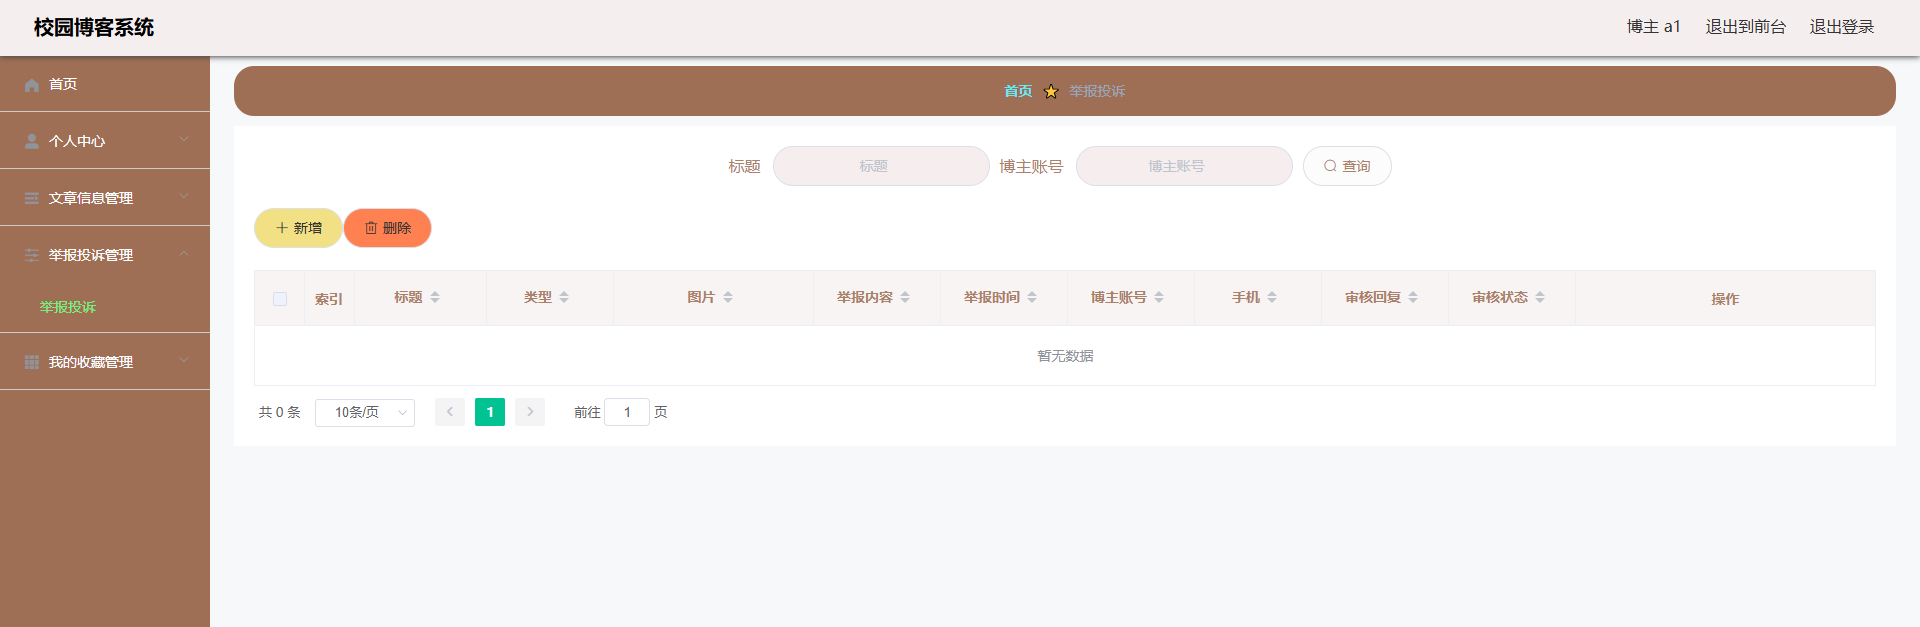 校园博客系统
博主 a1 退出到前台 退出登录
首页
个人中心
文章信息管理
举报投诉管理
举报投诉
我的收藏管理
首页 举报投诉
标题 标题 博主账号 博主账号 查询
新增 删除
索引 标题 类型 图片 举报内容 举报时间 博主账号 手机 审核回复 审核状态 操作
暂无数据
共 0 条 10条/页 1 前往 1 页